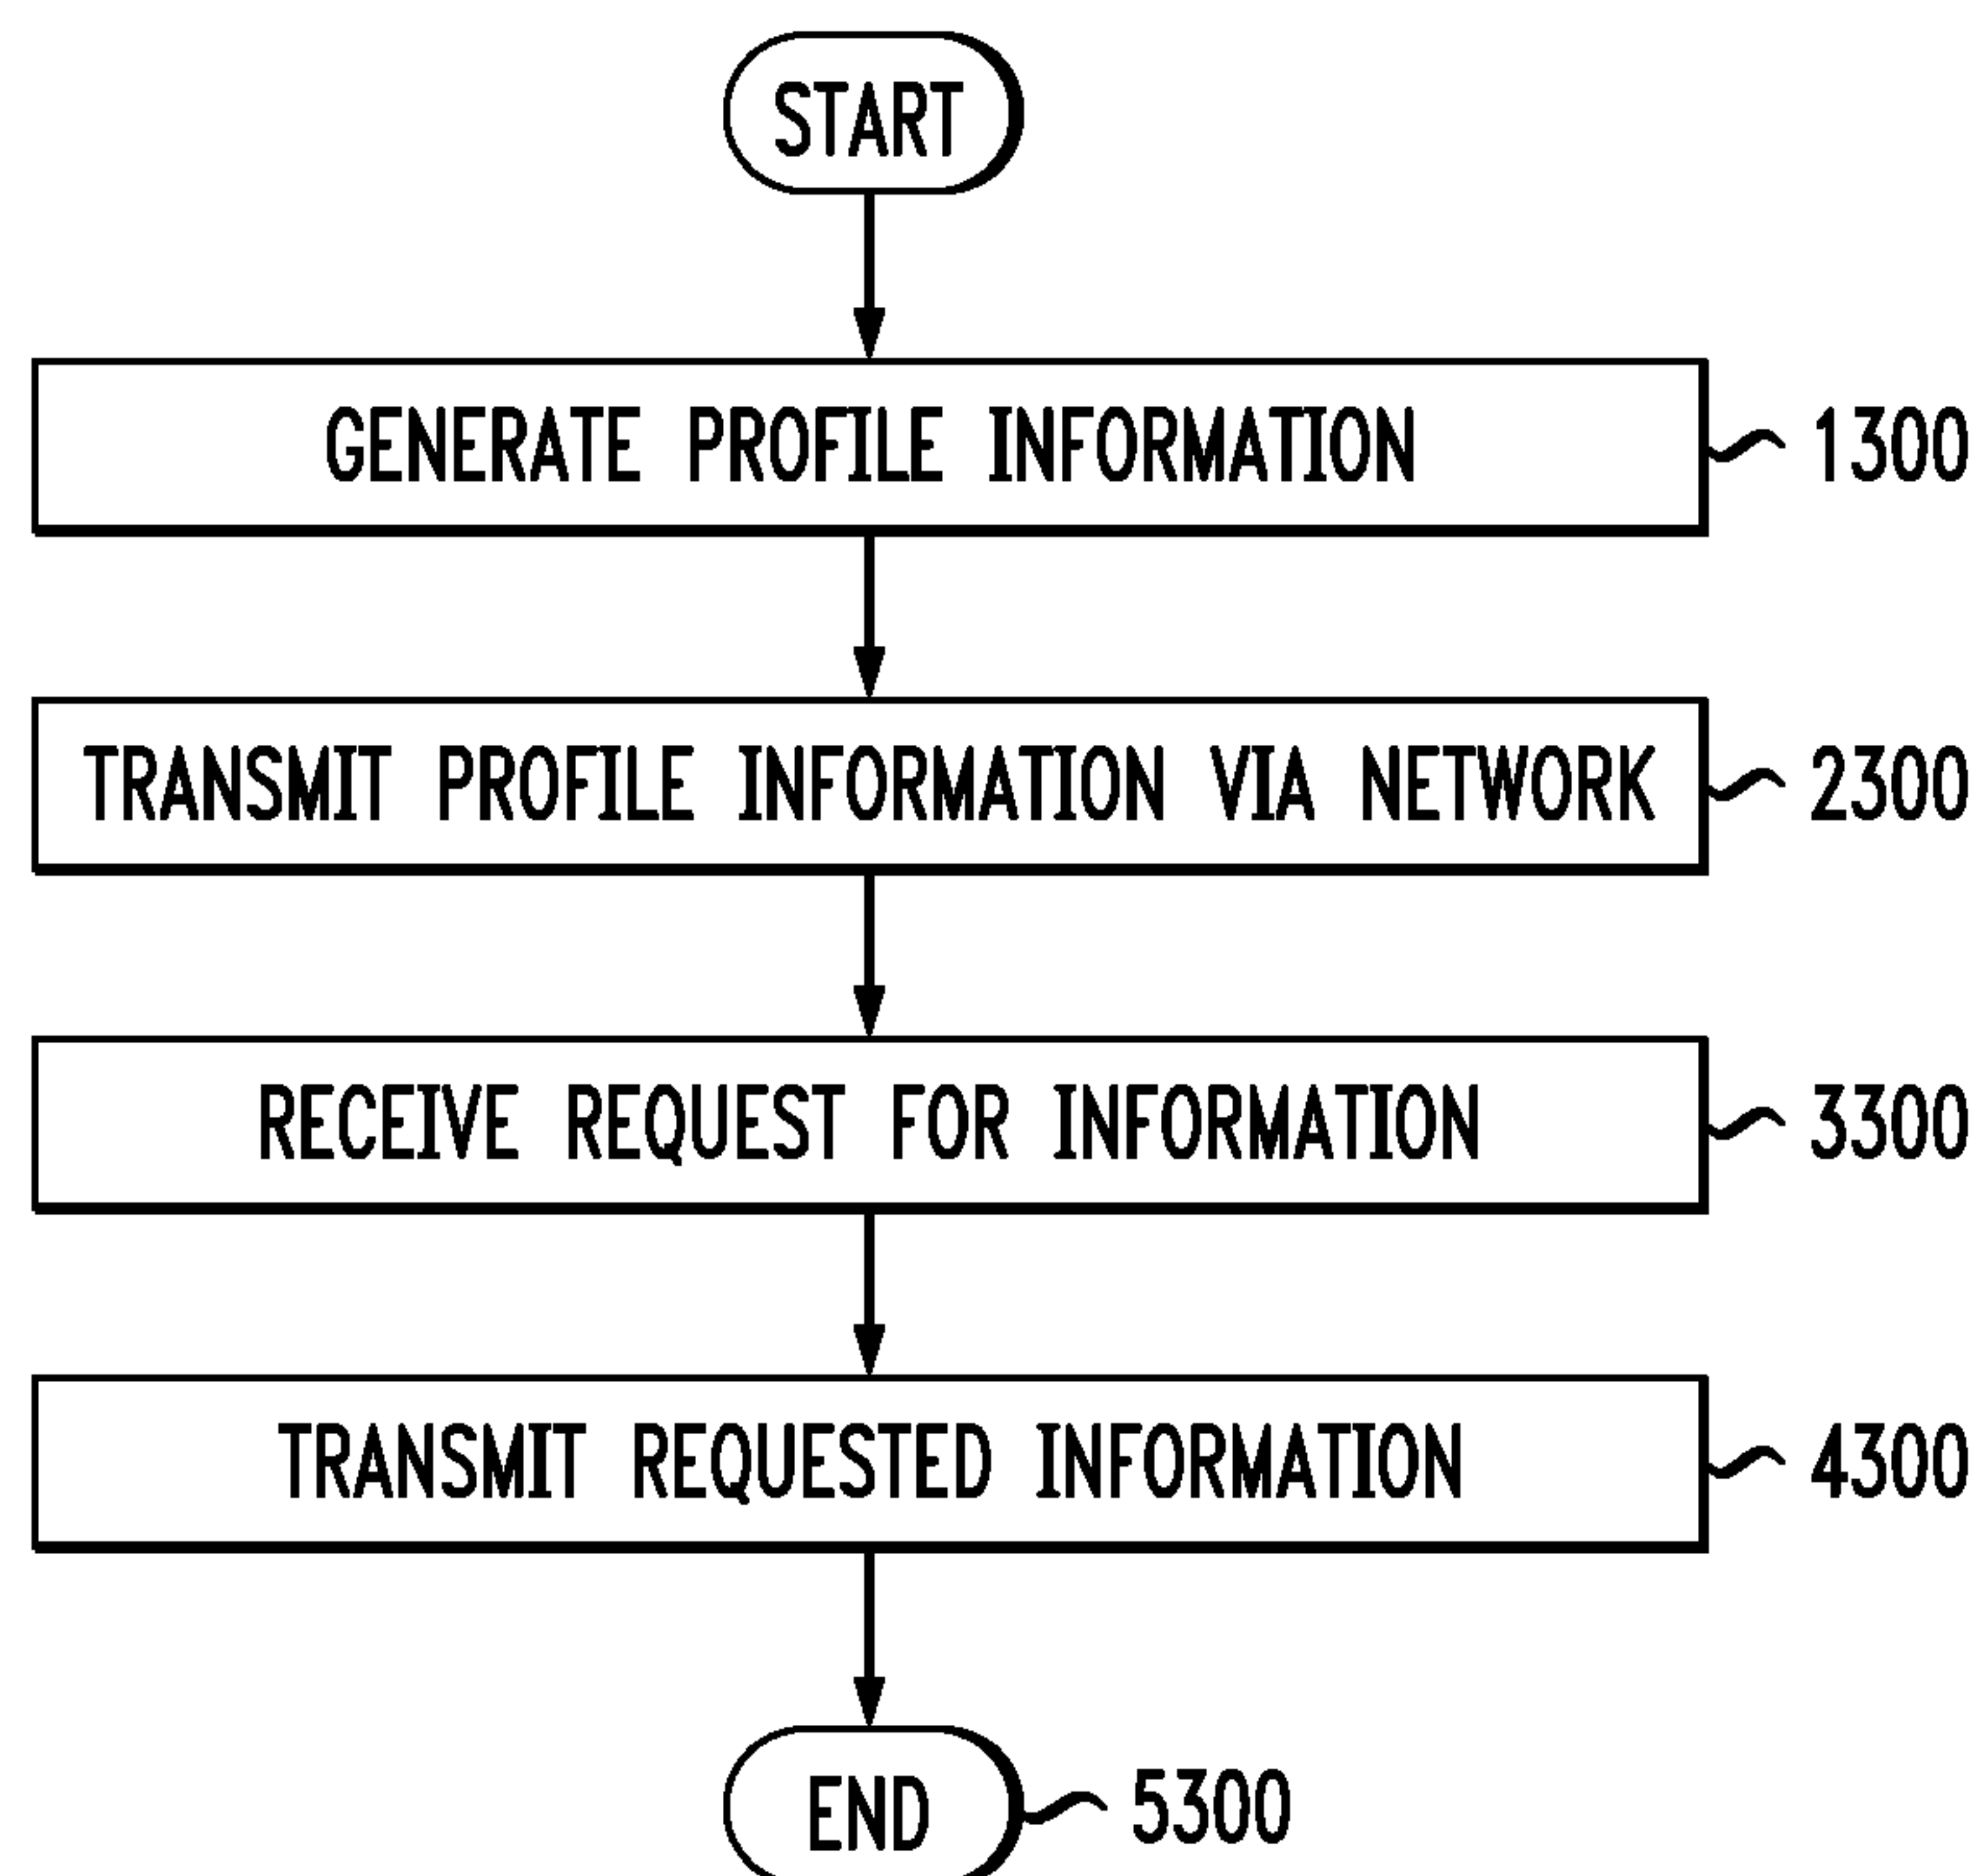 START
GENERATE PROFILE INFORMATION 1300
TRANSMIT PROFILE INFORMATION VIA NETWORK 2300
RECEIVE REQUEST FOR INFORMATION 3300
TRANSMIT REQUESTED INFORMATION 4300
END 5300